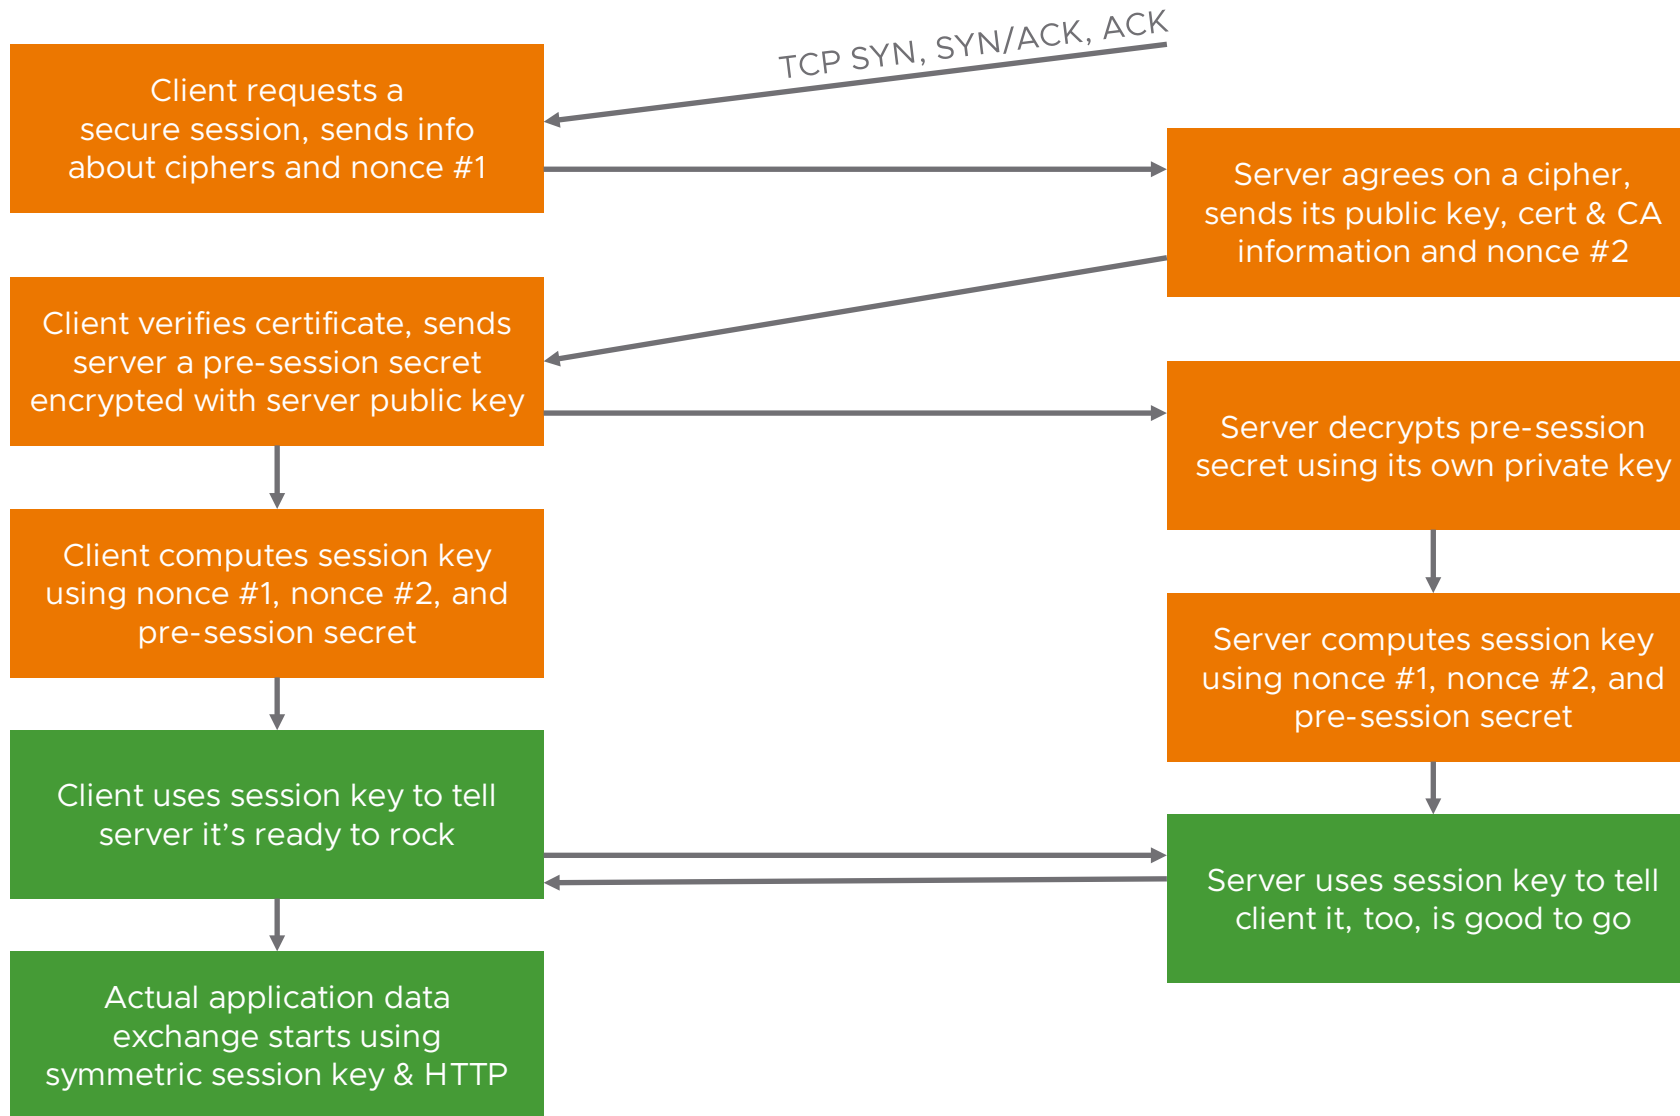 TCP SYN, SYN/ACK, ACK
Client requests a
secure session, sends info
about ciphers and nonce #1
Server agrees on a cipher,
sends its public key, cert & CA
information and nonce #2
Client verifies certificate, sends
server a pre-session secret
encrypted with server public key
Server decrypts pre-session
secret using its own private key
Client computes session key
using nonce #1, nonce #2, and
pre-session secret
Server computes session key
using nonce #1, nonce #2, and
pre-session secret
Client uses session key to tell
server it’s ready to rock
Server uses session key to tell
client it, too, is good to go
Actual application data
exchange starts using
symmetric session key & HTTP